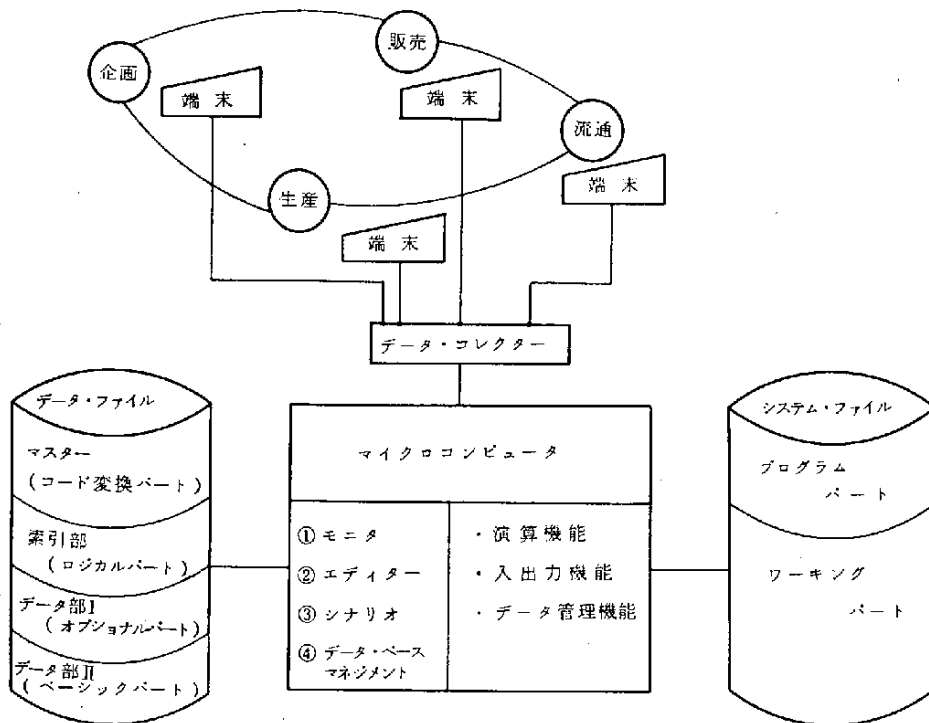 販売
企画
端末
端末
流通
端末
生産
端末
データ・コレクター
データ・ファイル
マスター
(コード変換パート)
索引部
(ロジカルパート)
データ部I
(オプショナルパート)
データ部II
(ベーシックパート)
マイクロコンピュータ
① モニタ
② エディター
③ シナリオ
④ データ・ベース
マネジメント
・演算機能
・入出力機能
・データ管理機能
システム・ファイル
プログラム
パート
ワーキング
パート